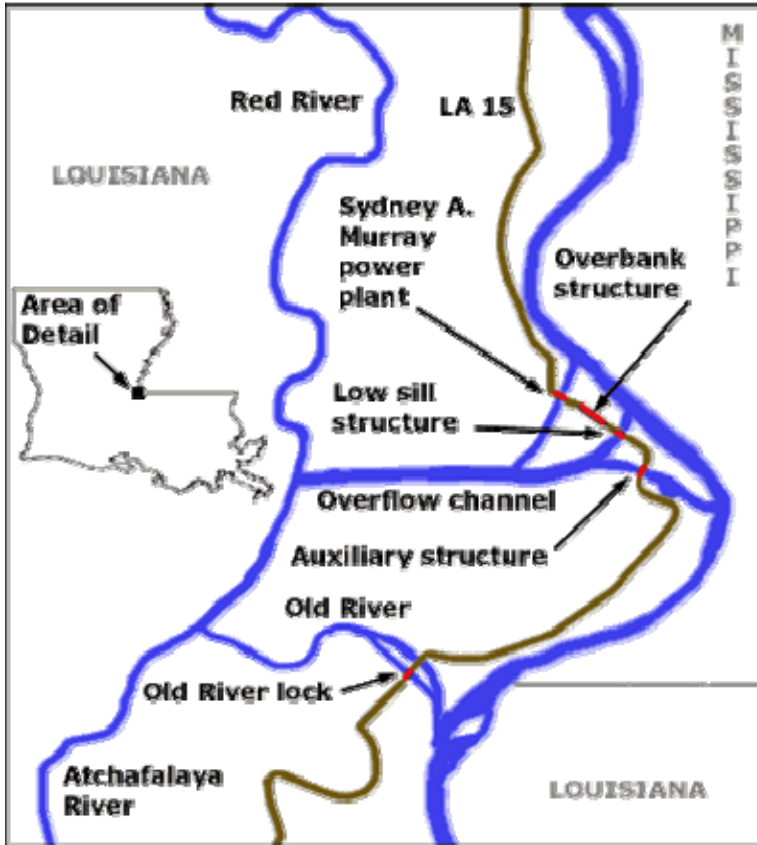 MISSISSIPPI
Red River
LA 15
LOUISIANA
Sydney A.
Murray
power
plant
Overbank
structure
Area of
Detail
Low sill
structure
Overflow channel
Auxiliary structure
Old River
Old River lock
Atchafalaya
River
LOUISIANA